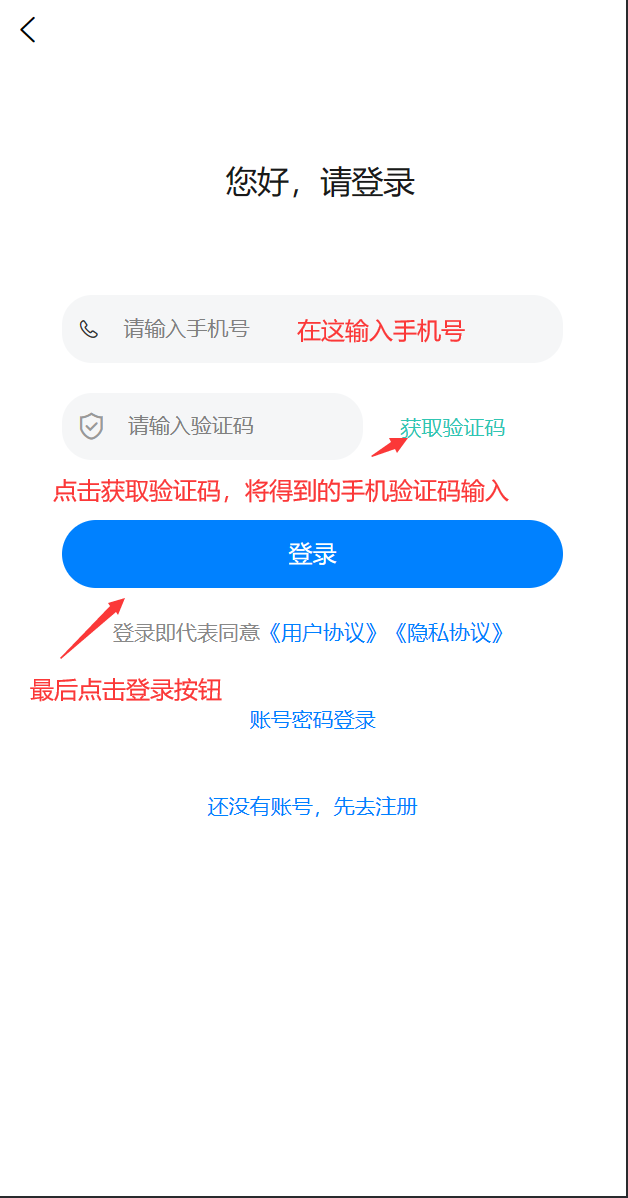 您好，请登录
请输入手机号 在这输入手机号
请输入验证码 获取验证码
点击获取验证码，将得到的手机验证码输入
登录
登录即代表同意《用户协议》《隐私协议》
最后点击登录按钮
账号密码登录
还没有账号，先去注册